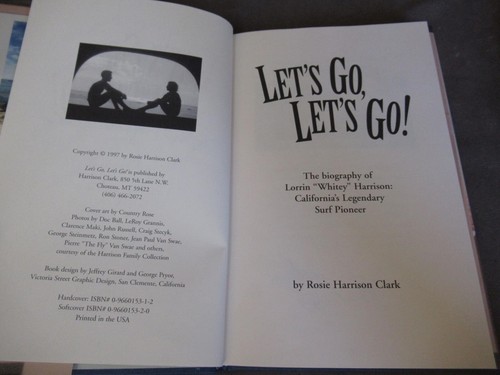 Copyright © 1997 by Rosie Harrison Clark
Let's Go, Let's Go! is published by
Harrison Clark, 850 5th Lane N.W.
Choteau, MT 59422
(406) 466-2072
Cover art by Country Rose
Photos by Doc Ball, LeRoy Grannis,
Clarence Maki, John Russell, Craig Stecyk,
George Steinmetz, Ron Stoner, Jean Paul Van Swae,
Pierre "The Fly" Van Swae and others,
courtesy of the Harrison Family Collection
Book design by Jeffrey Girard and George Pryor,
Victoria Street Graphic Design, San Clemente, California
Hardcover: ISBN# 0-9660153-1-2
Softcover ISBN# 0-9660153-2-0
Printed in the USA
LET'S GO,
LET'S GO!
The biography of
Lorrin "Whitey" Harrison:
California's Legendary
Surf Pioneer
by Rosie Harrison Clark